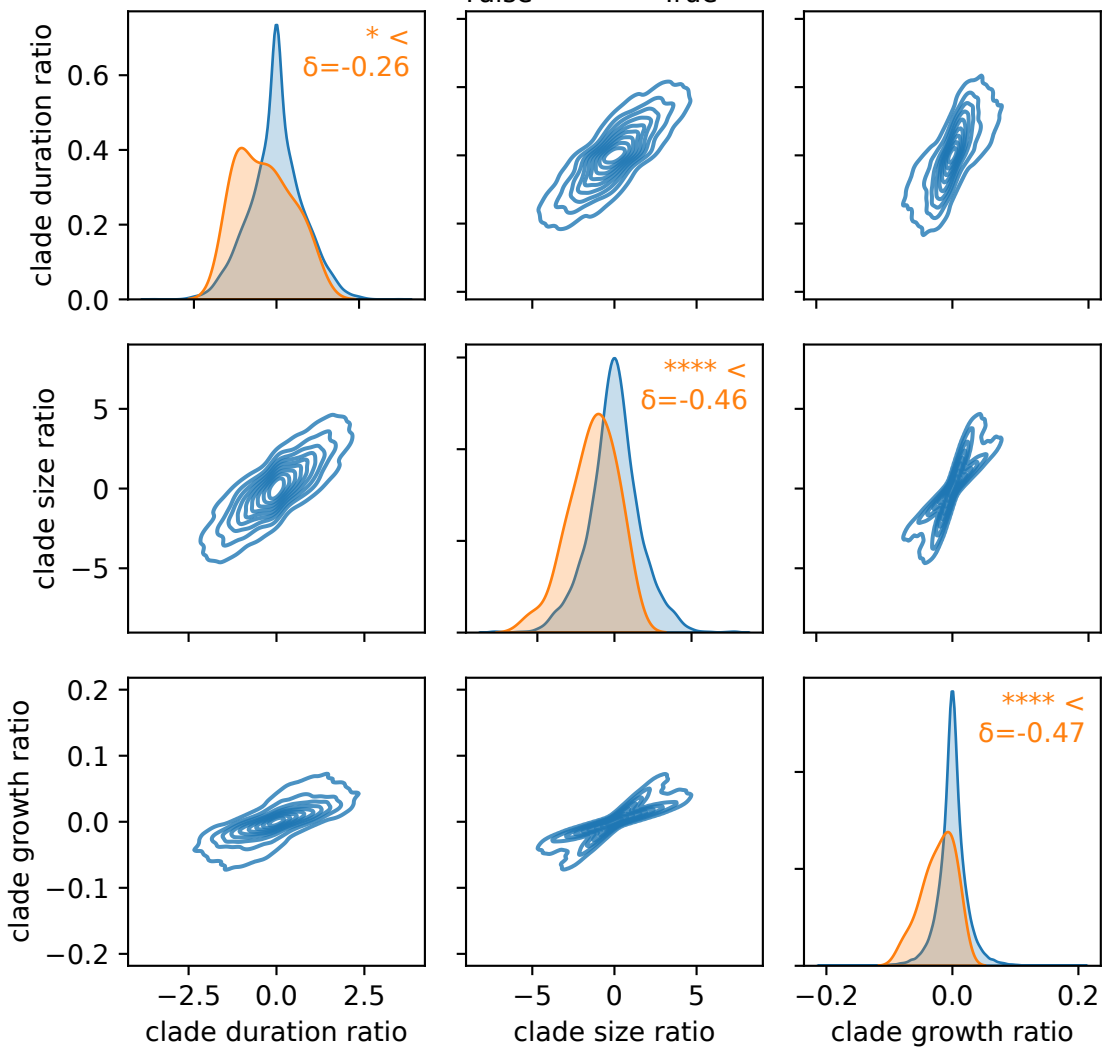 clade duration ratio
0.6
0.4
0.2
0.0
* <
δ=-0.26
clade size ratio
5
0
−5
**** <
δ=-0.46
clade growth ratio
0.2
0.1
0.0
−0.1
−0.2
**** <
δ=-0.47
−2.5 0.0 2.5
−5 0 5
−0.2 0.0 0.2
clade duration ratio
clade size ratio
clade growth ratio